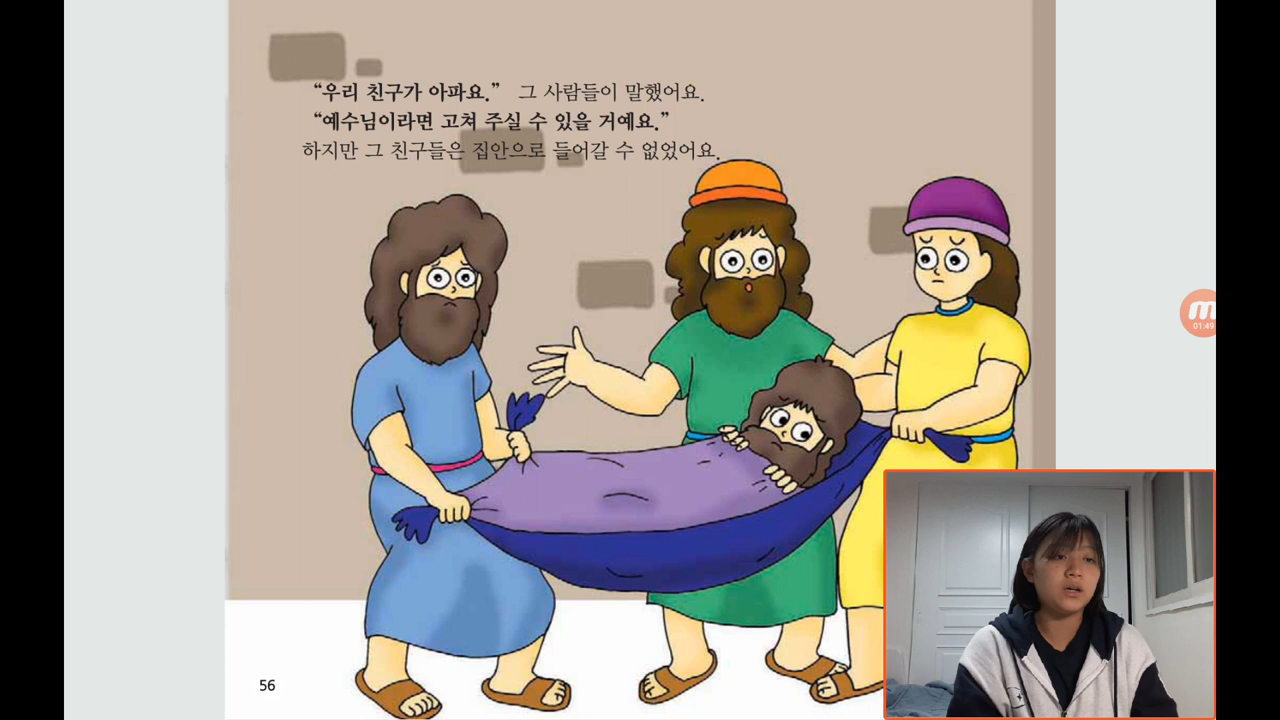 “우리 친구가 아파요.” 그 사람들이 말했어요.
“예수님이라면 고쳐 주실 수 있을 거예요.”
하지만 그 친구들은 집안으로 들어갈 수 없었어요.
m
01:49
56